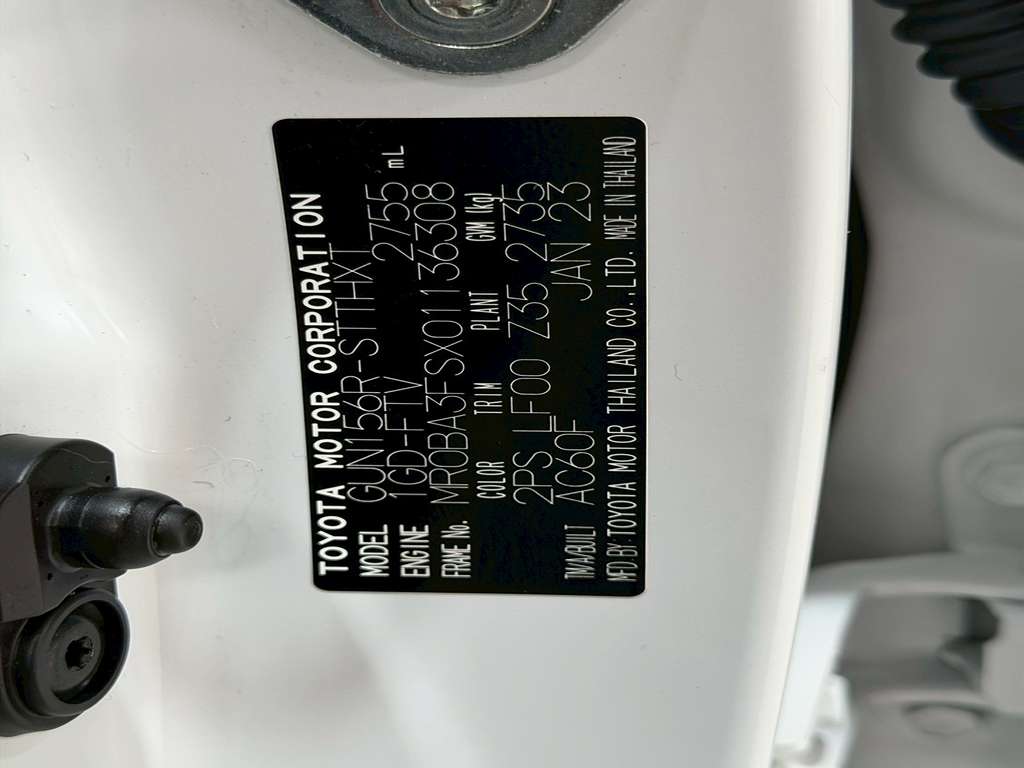 TOYOTA MOTOR CORPORATION
MODEL GUN156R-STTHXT
ENGINE 1GD-FTV 2755 mL
FRAME No. MR0BA3FSX01136308
COLOR TRIM PLANT GVM (kg)
2PS LF00 Z35 2735
TM/A/BUILT AC60F JAN 23
MFD.BY:TOYOTA MOTOR THAILAND CO.,LTD. MADE IN THAILAND